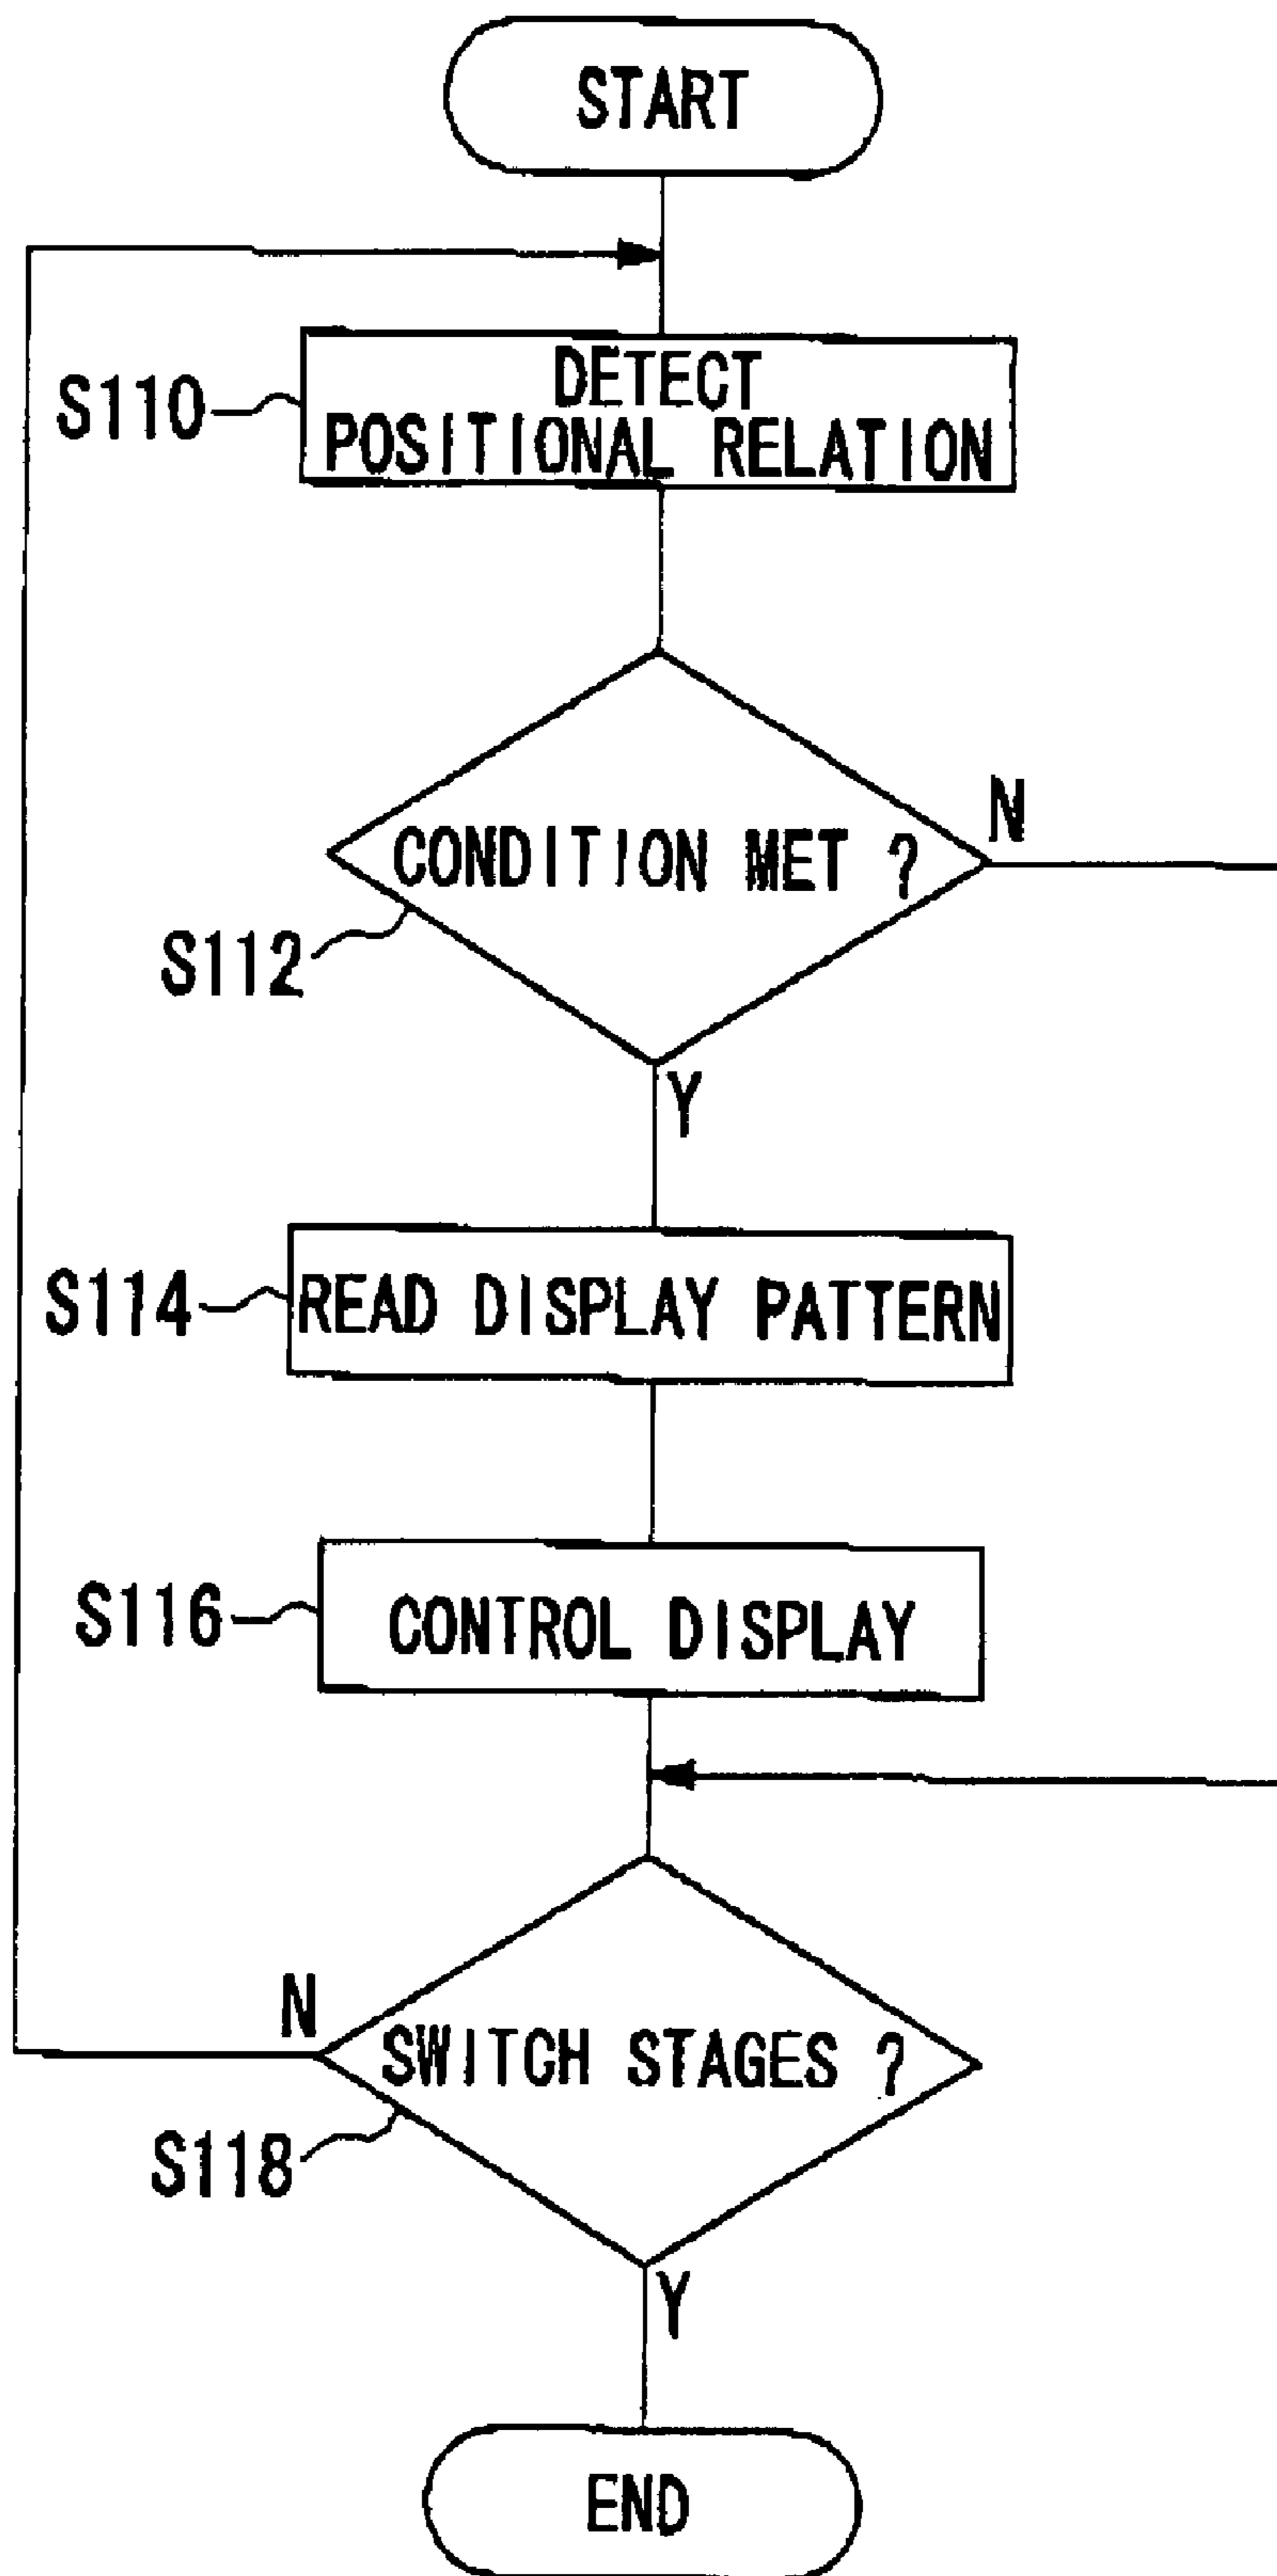 START
DETECT
POSITIONAL RELATION
S110
CONDITION MET ?
N
S112
Y
S114
READ DISPLAY PATTERN
S116
CONTROL DISPLAY
N
SWITCH STAGES ?
S118
Y
END